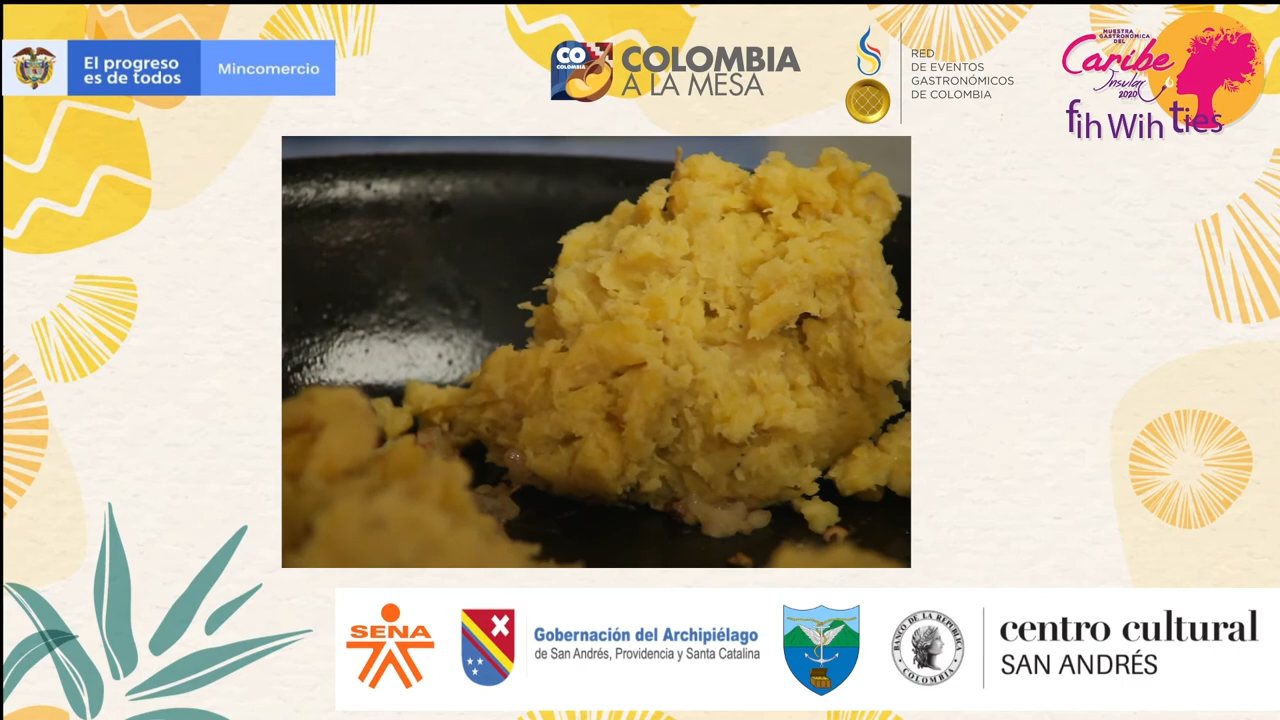 El progreso
es de todos
Mincomercio
CO
COLOMBIA
COLOMBIA
A LA MESA
RED
DE EVENTOS
GASTRONÓMICOS
DE COLOMBIA
MUESTRA
GASTRONÓMICA
DEL
Caribe
Insular
2020
fih Wih ties
SENA
Gobernación del Archipiélago
de San Andrés, Providencia y Santa Catalina
BANCO DE LA REPÚBLICA
COLOMBIA
centro cultural
SAN ANDRÉS